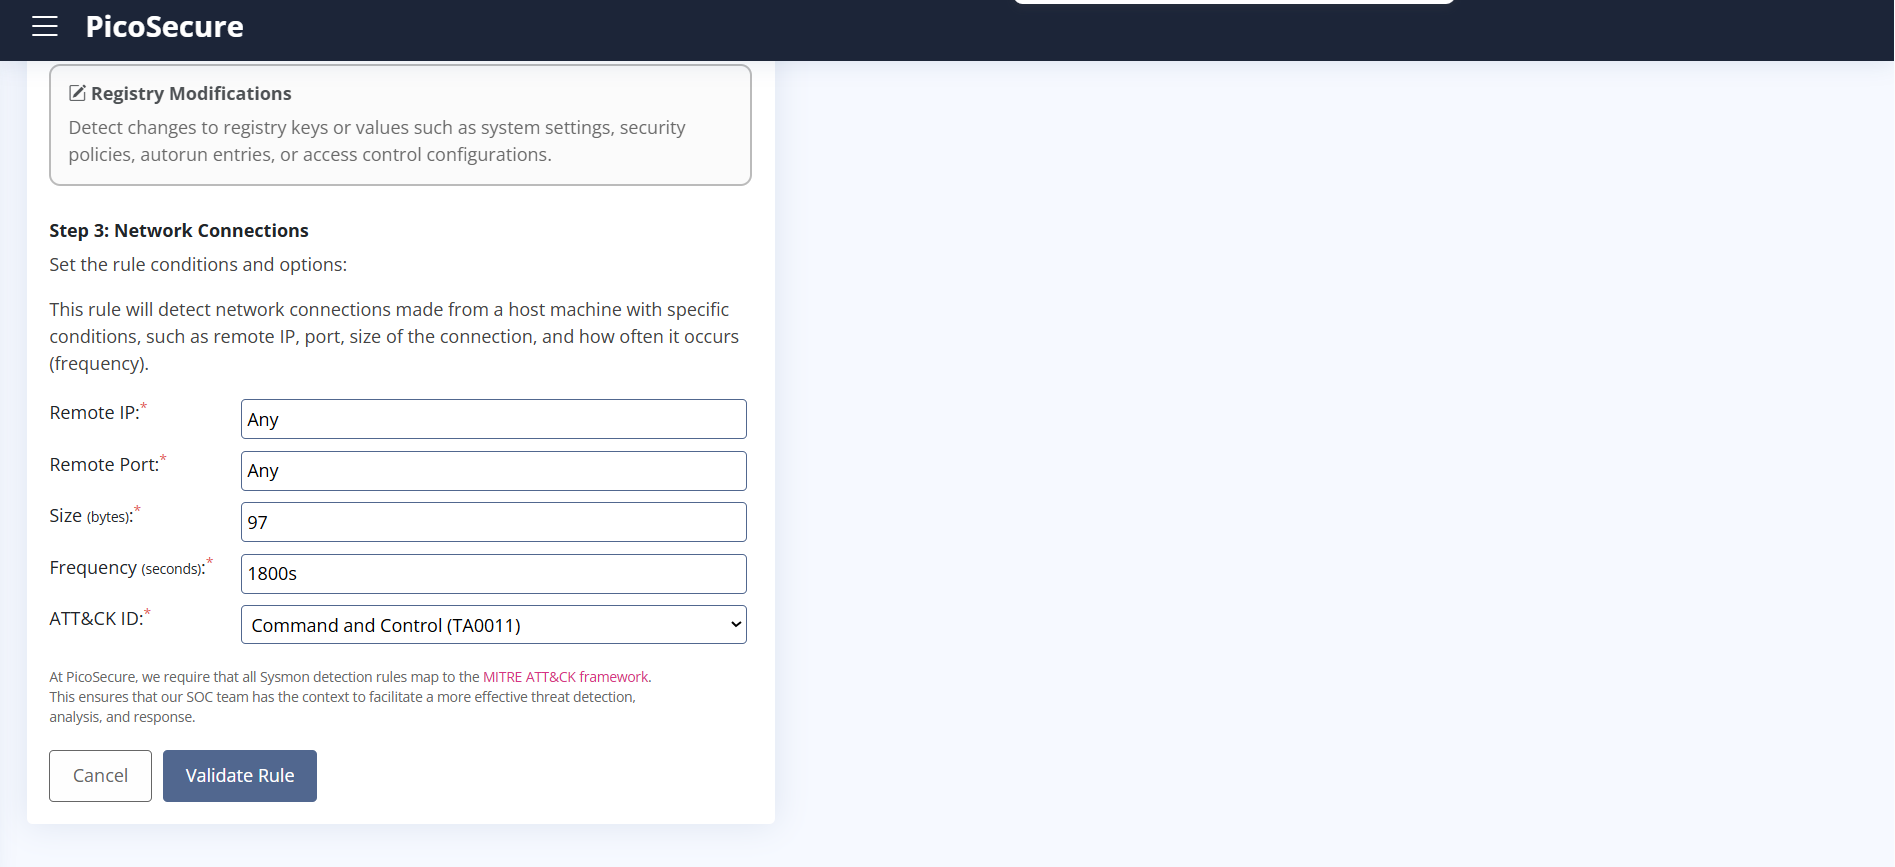 PicoSecure
Registry Modifications
Detect changes to registry keys or values such as system settings, security
policies, autorun entries, or access control configurations.
Step 3: Network Connections
Set the rule conditions and options:
This rule will detect network connections made from a host machine with specific
conditions, such as remote IP, port, size of the connection, and how often it occurs
(frequency).
Remote IP:* Any
Remote Port:* Any
Size (bytes):* 97
Frequency (seconds):* 1800s
ATT&CK ID:* Command and Control (TA0011)
At PicoSecure, we require that all Sysmon detection rules map to the MITRE ATT&CK framework.
This ensures that our SOC team has the context to facilitate a more effective threat detection,
analysis, and response.
Cancel Validate Rule